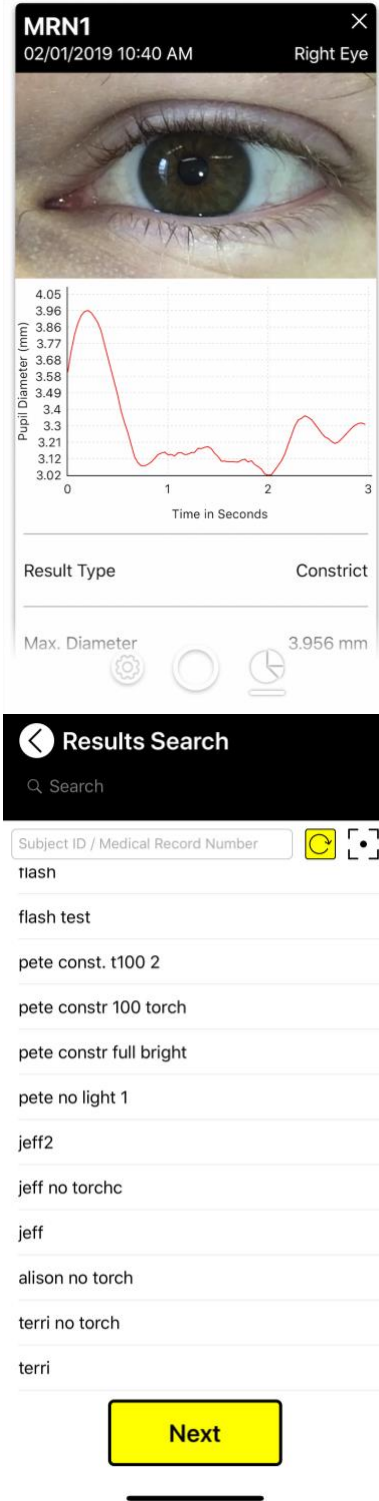 MRN1
02/01/2019 10:40 AM Right Eye
4.05
3.96
3.86
3.77
3.68
3.58
3.49
3.4
3.3
3.21
3.12
3.02
Pupil Diameter (mm)
0 1 2 3
Time in Seconds
Result Type Constrict
Max. Diameter 3.956 mm
Results Search
Search
Subject ID / Medical Record Number
flash
flash test
pete const. t100 2
pete constr 100 torch
pete constr full bright
pete no light 1
jeff2
jeff no torchc
jeff
alison no torch
terri no torch
terri
Next